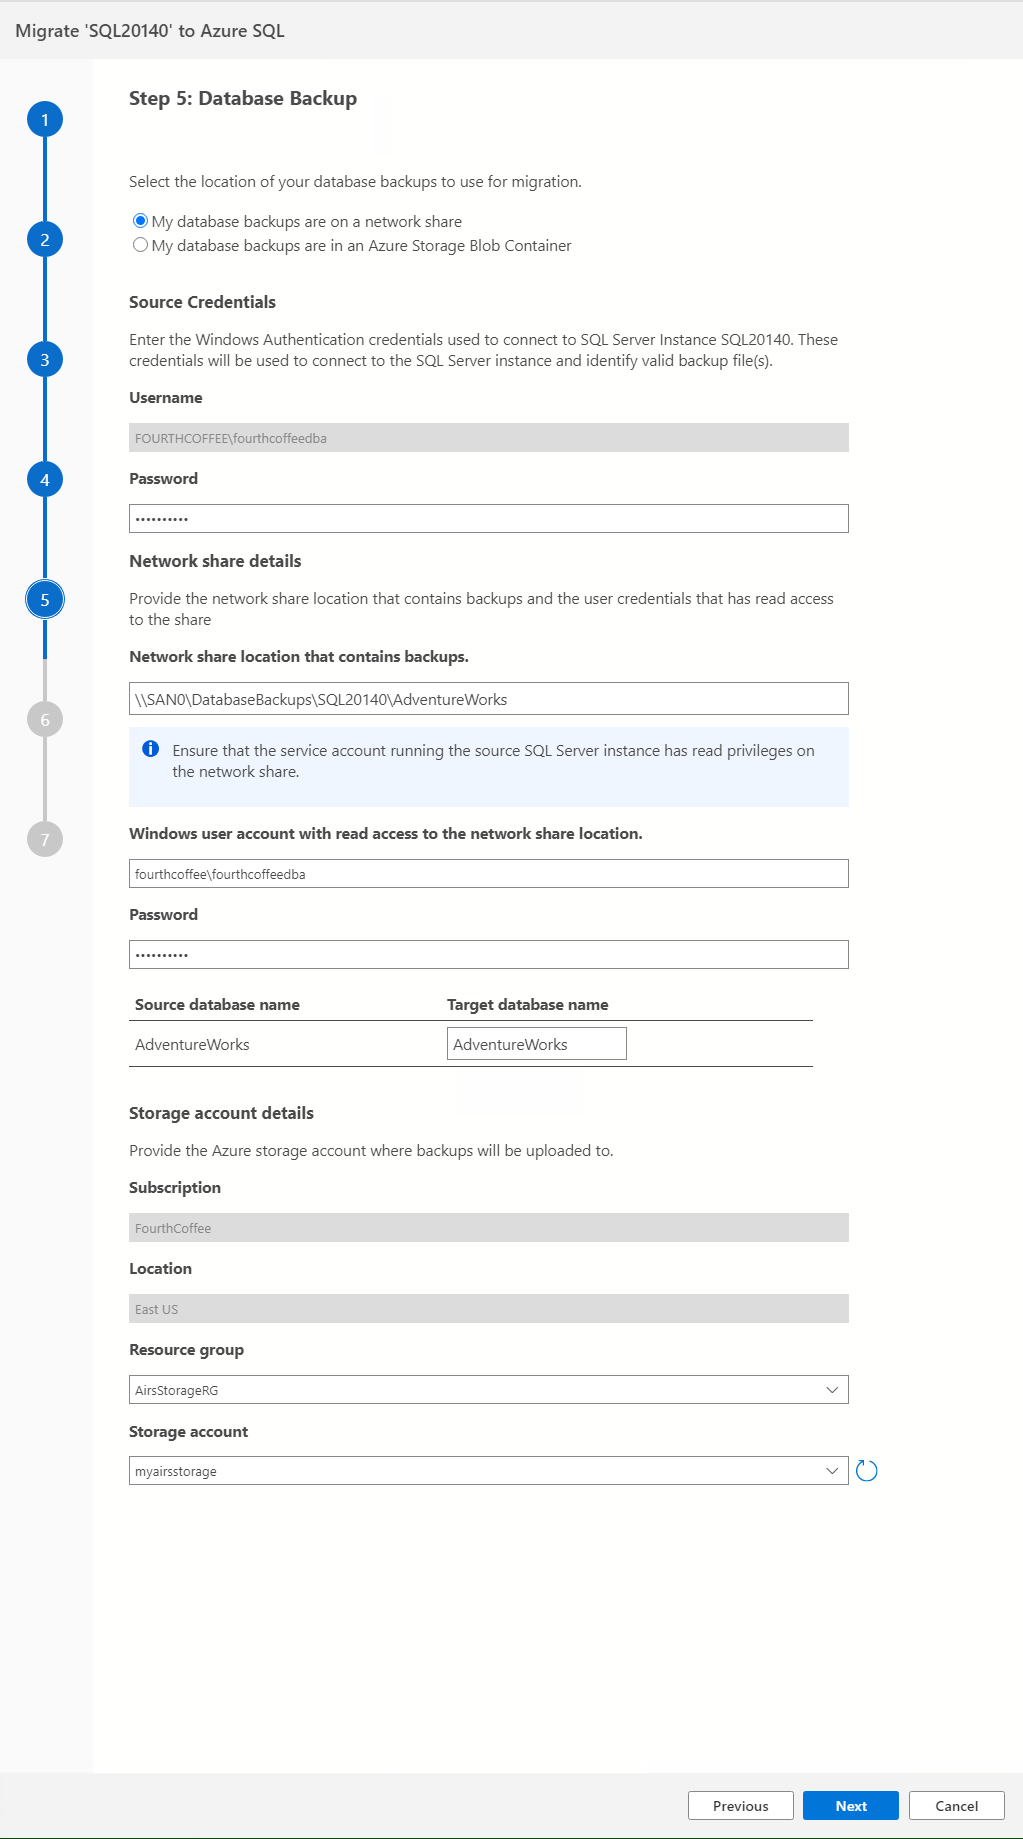 Migrate 'SQL20140' to Azure SQL
1
2
3
4
5
6
7
Step 5: Database Backup
Select the location of your database backups to use for migration.
My database backups are on a network share
My database backups are in an Azure Storage Blob Container
Source Credentials
Enter the Windows Authentication credentials used to connect to SQL Server Instance SQL20140. These
credentials will be used to connect to the SQL Server instance and identify valid backup file(s).
Username
FOURTHCOFFEE\fourthcoffeedba
Password
••••••••••
Network share details
Provide the network share location that contains backups and the user credentials that has read access
to the share
Network share location that contains backups.
\\SAN0\DatabaseBackups\SQL20140\AdventureWorks
Ensure that the service account running the source SQL Server instance has read privileges on
the network share.
Windows user account with read access to the network share location.
fourthcoffee\fourthcoffeedba
Password
••••••••••
Source database name Target database name
AdventureWorks AdventureWorks
Storage account details
Provide the Azure storage account where backups will be uploaded to.
Subscription
FourthCoffee
Location
East US
Resource group
AirsStorageRG
Storage account
myairsstorage
Previous Next Cancel